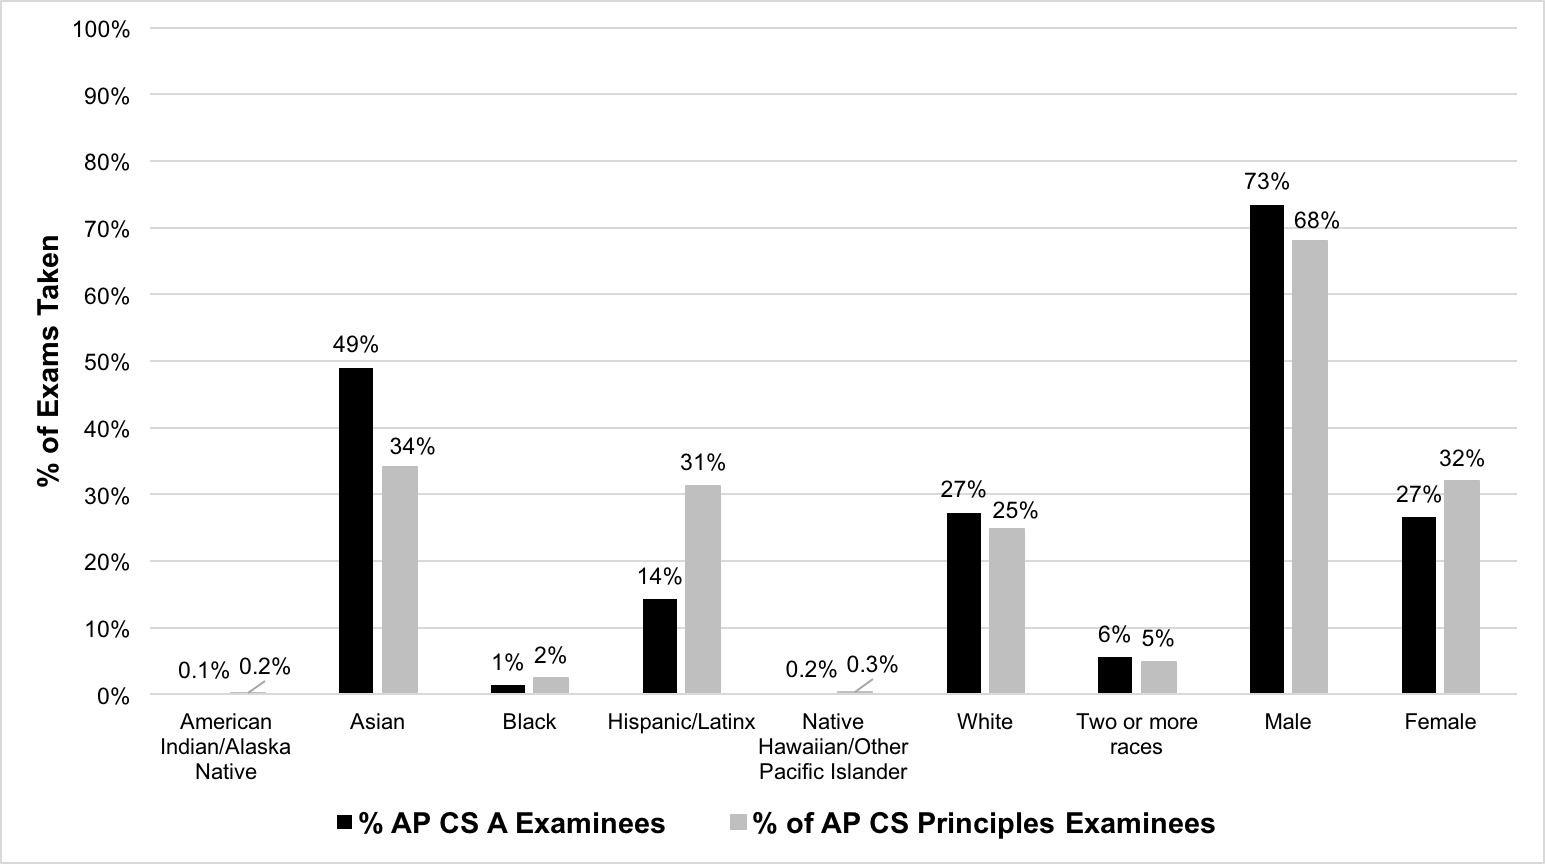 100%
90%
80%
70%
60%
50%
40%
30%
20%
10%
0%
% of Exams Taken
0.1% 0.2%
49%
34%
1%
2%
14%
31%
0.2% 0.3%
27%
25%
6%
5%
73%
68%
27%
32%
American
Indian/Alaska
Native
Asian
Black
Hispanic/Latinx
Native
Hawaiian/Other
Pacific Islander
White
Two or more
races
Male
Female
% AP CS A Examinees
% of AP CS Principles Examinees